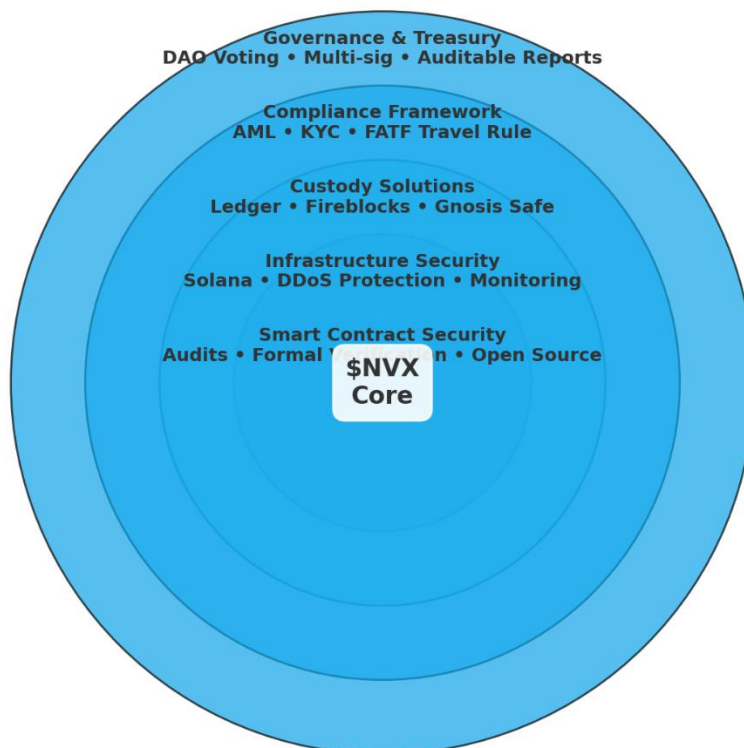 Governance & Treasury
DAO Voting • Multi-sig • Auditable Reports
Compliance Framework
AML • KYC • FATF Travel Rule
Custody Solutions
Ledger • Fireblocks • Gnosis Safe
Infrastructure Security
Solana • DDoS Protection • Monitoring
Smart Contract Security
Audits • Formal Verification • Open Source
$NVX
Core